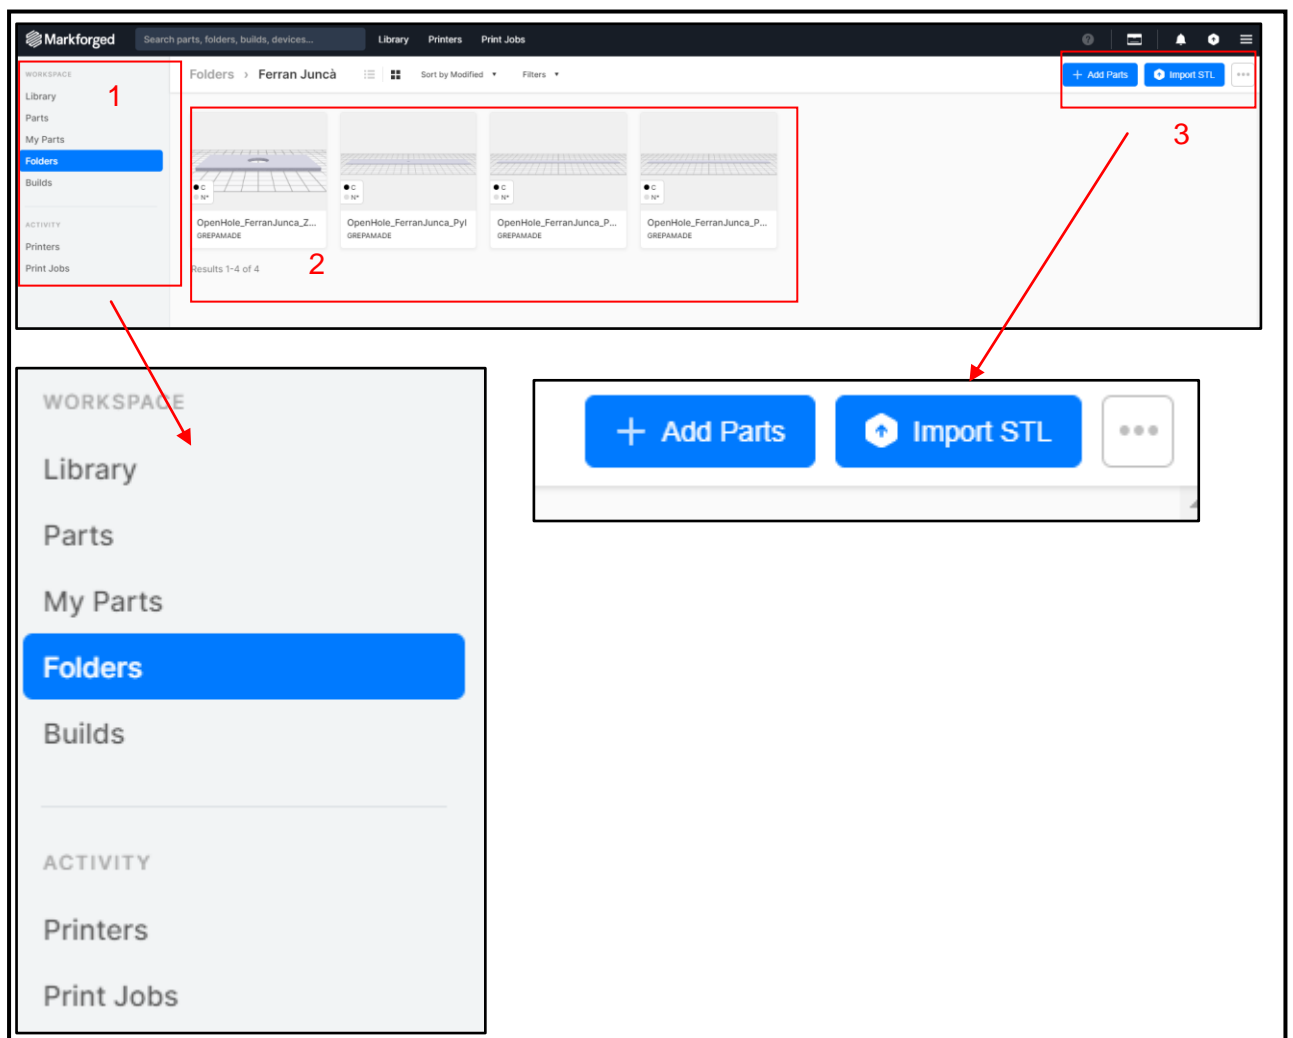 Markforged
Search parts, folders, builds, devices...
Library
Printers
Print Jobs
WORKSPACE
1
Library
Parts
My Parts
Folders
Builds
ACTIVITY
Printers
Print Jobs
Folders › Ferran Juncà
Sort by Modified
Filters
+ Add Parts
Import STL
3
C
N*
OpenHole_FerranJunca_Z...
GREPAMADE
C
N*
OpenHole_FerranJunca_Pyl
GREPAMADE
C
N*
OpenHole_FerranJunca_P...
GREPAMADE
C
N*
OpenHole_FerranJunca_P...
GREPAMADE
Results 1-4 of 4
2
WORKSPACE
Library
Parts
My Parts
Folders
Builds
ACTIVITY
Printers
Print Jobs
+ Add Parts
Import STL